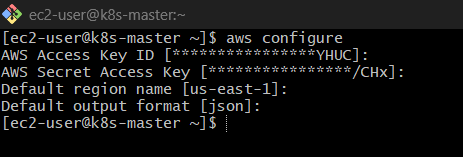 ec2-user@k8s-master:~
[ec2-user@k8s-master ~]$ aws configure
AWS Access Key ID [****************YHUC]:
AWS Secret Access Key [****************/CHx]:
Default region name [us-east-1]:
Default output format [json]:
[ec2-user@k8s-master ~]$